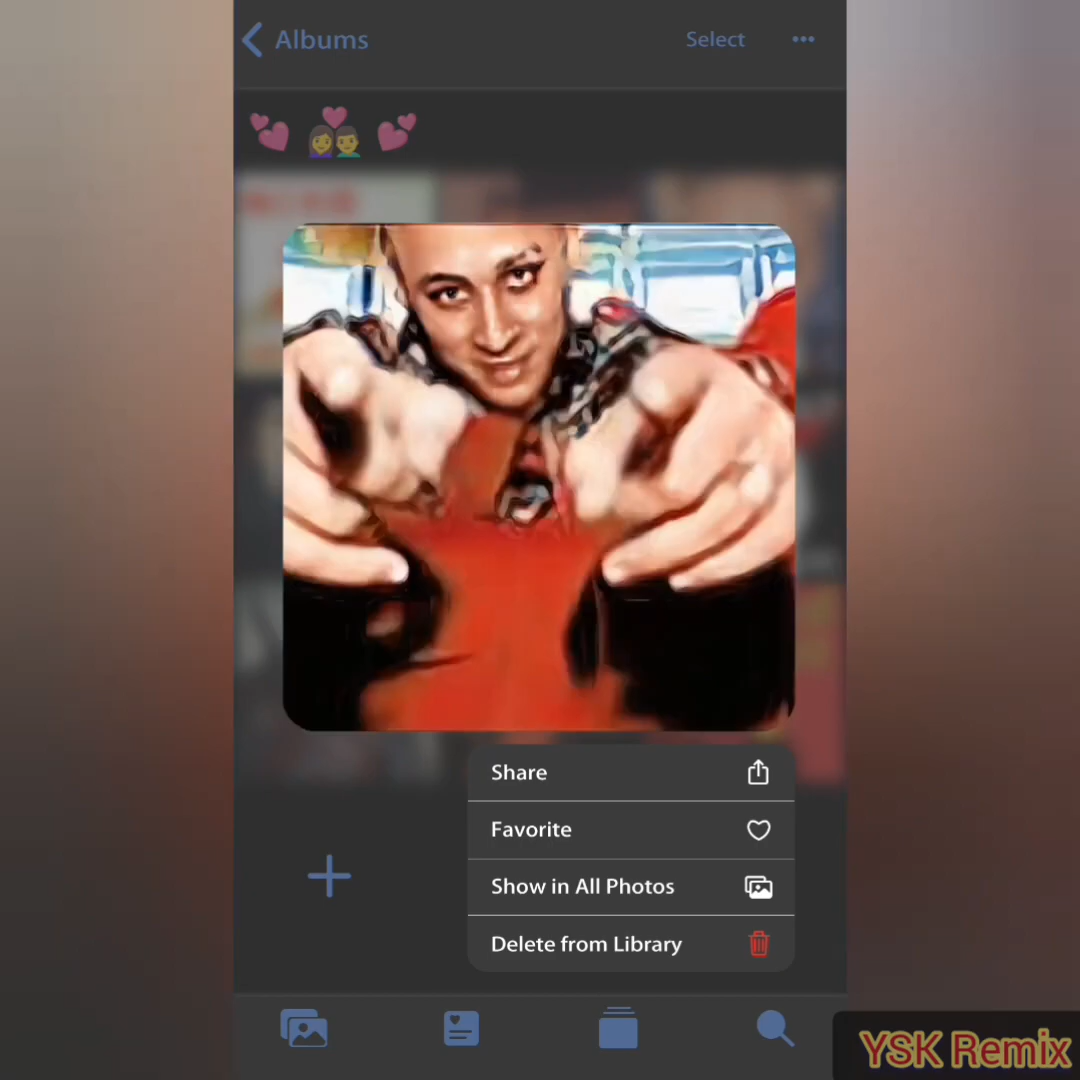 Albums
Select
Share
Favorite
Show in All Photos
Delete from Library
YSK Remix